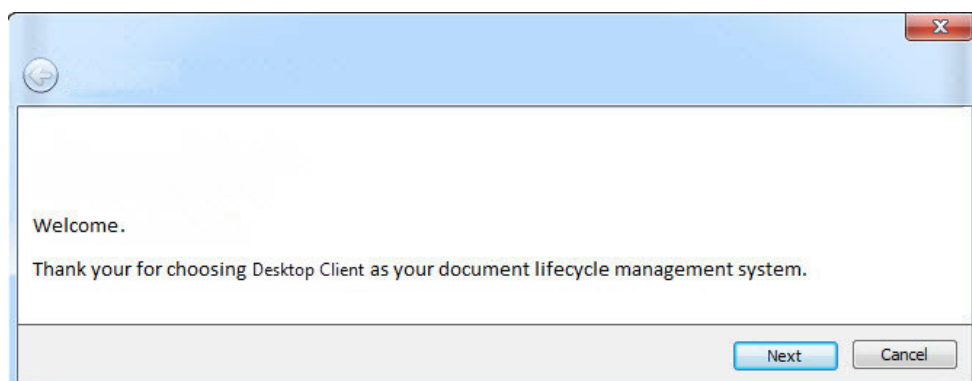 Welcome.
Thank your for choosing Desktop Client as your document lifecycle management system.
Next Cancel